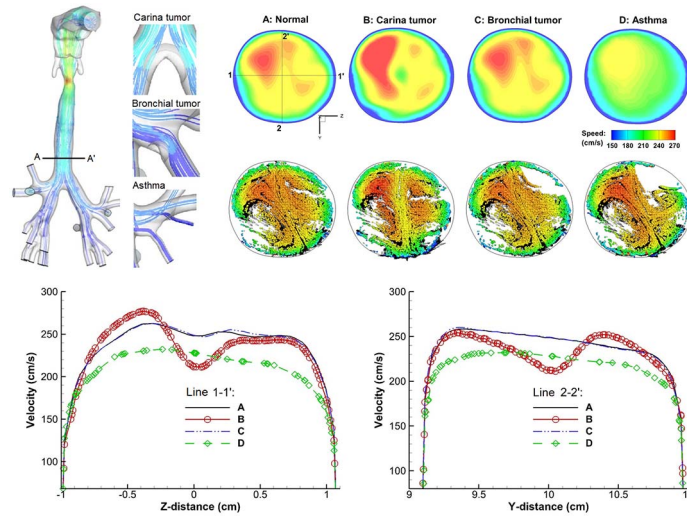 Carina tumor
A: Normal
B: Carina tumor
C: Bronchial tumor
D: Asthma
2'
1
1'
2
Z
Y
Bronchial tumor
A
A'
Asthma
Speed:
(cm/s)
150 180 210 240 270
300
250
200
150
100
Velocity (cm/s)
Line 1-1':
A
B
C
D
-1 -0.5 0 0.5 1
Z-distance (cm)
300
250
200
150
100
Velocity (cm/s)
Line 2-2':
A
B
C
D
9 9.5 10 10.5 1
Y-distance (cm)